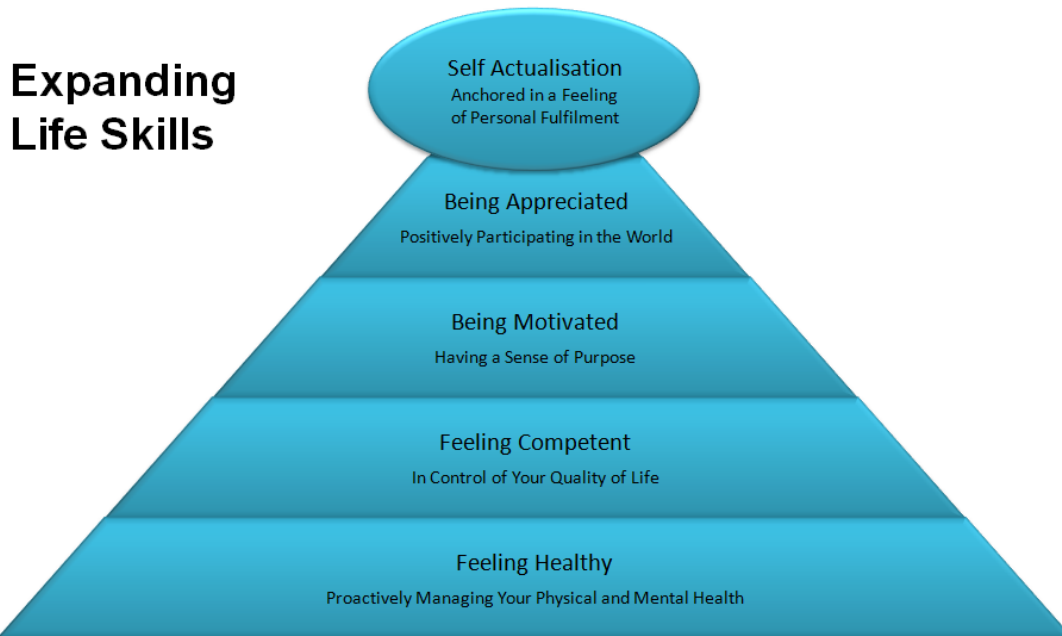 Expanding
Life Skills
Self Actualisation
Anchored in a Feeling
of Personal Fulfilment
Being Appreciated
Positively Participating in the World
Being Motivated
Having a Sense of Purpose
Feeling Competent
In Control of Your Quality of Life
Feeling Healthy
Proactively Managing Your Physical and Mental Health